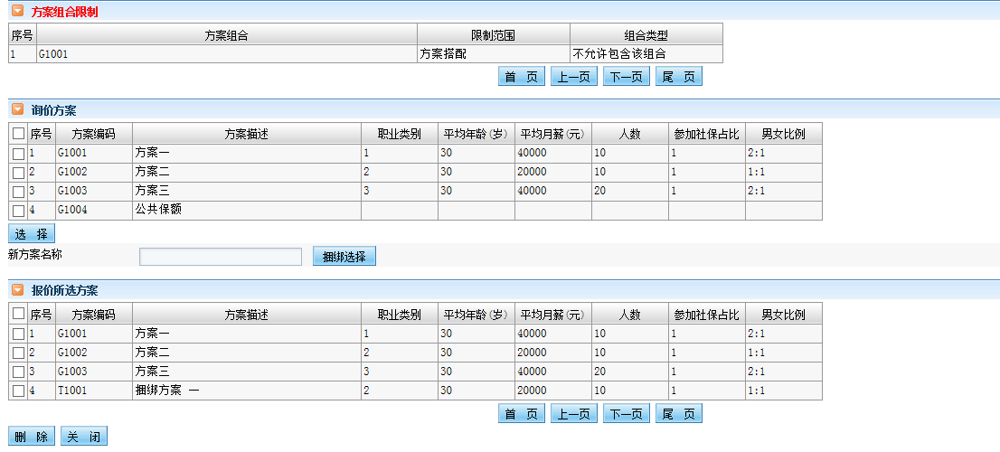 方案组合限制
序号 方案组合 限制范围 组合类型
1 G1001 方案搭配 不允许包含该组合
首 页 上一页 下一页 尾 页
询价方案
序号 方案编码 方案描述 职业类别 平均年龄(岁) 平均月薪(元) 人数 参加社保占比 男女比例
1 G1001 方案一 1 30 40000 10 1 2:1
2 G1002 方案二 2 30 20000 10 1 1:1
3 G1003 方案三 3 30 40000 20 1 2:1
4 G1004 公共保额
选 择
新方案名称 捆绑选择
报价所选方案
序号 方案编码 方案描述 职业类别 平均年龄(岁) 平均月薪(元) 人数 参加社保占比 男女比例
1 G1001 方案一 1 30 40000 10 1 2:1
2 G1002 方案二 2 30 20000 10 1 1:1
3 G1003 方案三 3 30 40000 20 1 2:1
4 T1001 捆绑方案 一 2 30 20000 10 1 1:1
首 页 上一页 下一页 尾 页
删 除 关 闭